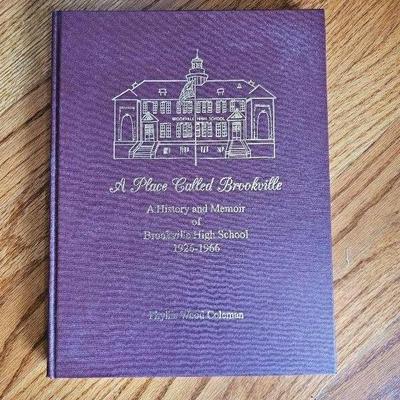 BROOKVILLE HIGH SCHOOL
A Place Called Brookville
A History and Memoir
of
Brookville High School
1926-1966
Phyllis Wood Coleman